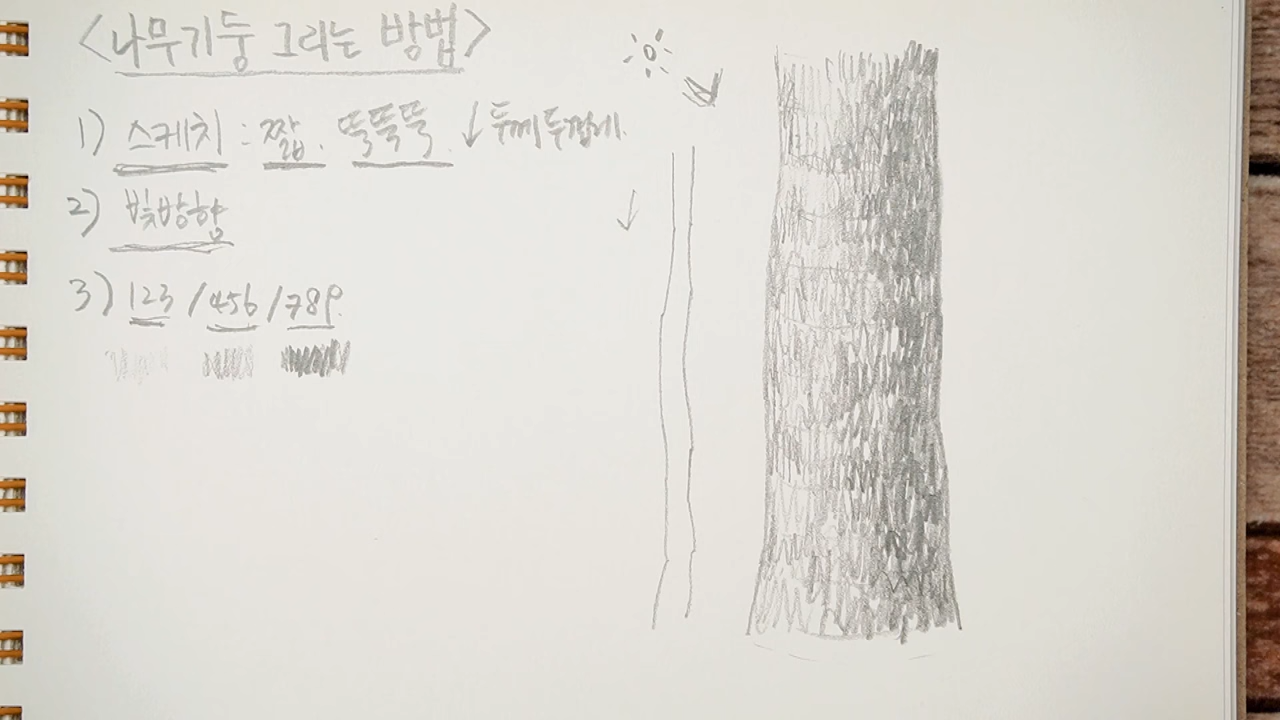 <나무기둥 그리는 방법>
1) 스케치 : 짧. 뚝뚝뚝. ↓ 두께 두껍게.
2) 빛방향
3) 123 / 456 / 789.